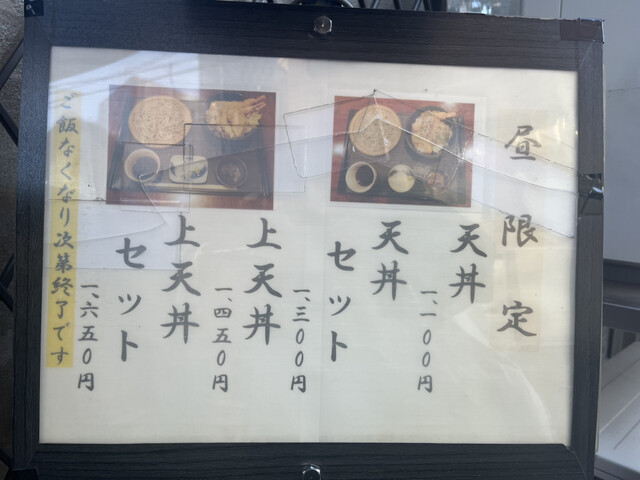 昼限定
天丼
一、一〇〇円
天丼
セット
一、三〇〇円
上天丼
一、四五〇円
上天丼
セット
一、六五〇円
ご飯なくなり次第終了です